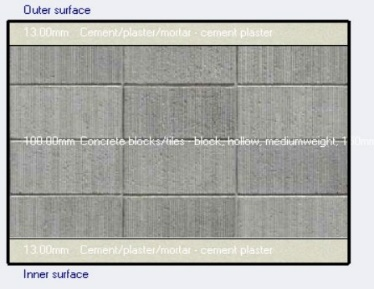 Outer surface
13.00mm Cement/plaster/mortar - cement plaster
100.00mm Concrete blocks/tiles - block, hollow, mediumweight,
13.00mm Cement/plaster/mortar - cement plaster
Inner surface